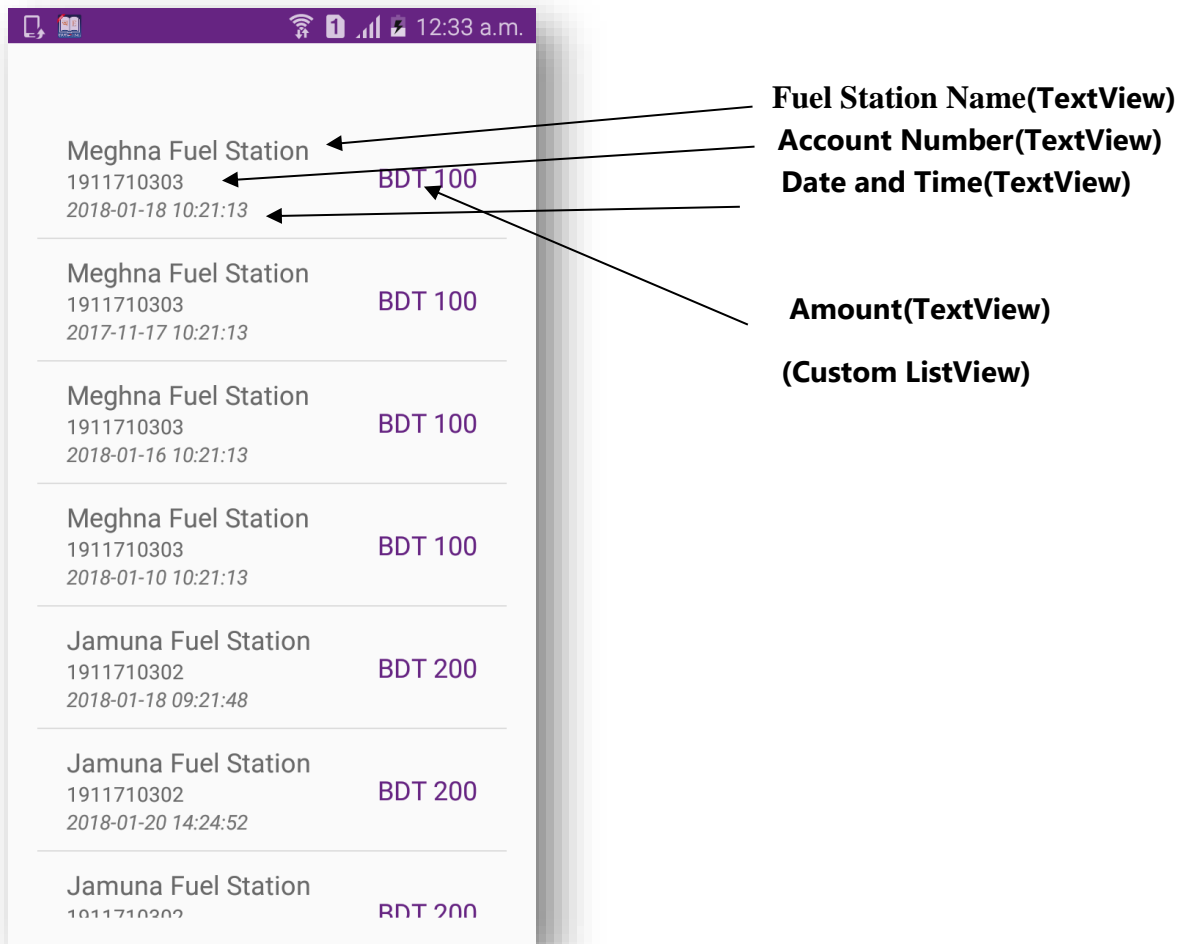 1 12:33 a.m.
Meghna Fuel Station
1911710303
2018-01-18 10:21:13
BDT 100
Meghna Fuel Station
1911710303
2017-11-17 10:21:13
BDT 100
Meghna Fuel Station
1911710303
2018-01-16 10:21:13
BDT 100
Meghna Fuel Station
1911710303
2018-01-10 10:21:13
BDT 100
Jamuna Fuel Station
1911710302
2018-01-18 09:21:48
BDT 200
Jamuna Fuel Station
1911710302
2018-01-20 14:24:52
BDT 200
Jamuna Fuel Station
1911710302
BDT 200
Fuel Station Name(TextView)
Account Number(TextView)
Date and Time(TextView)
Amount(TextView)
(Custom ListView)